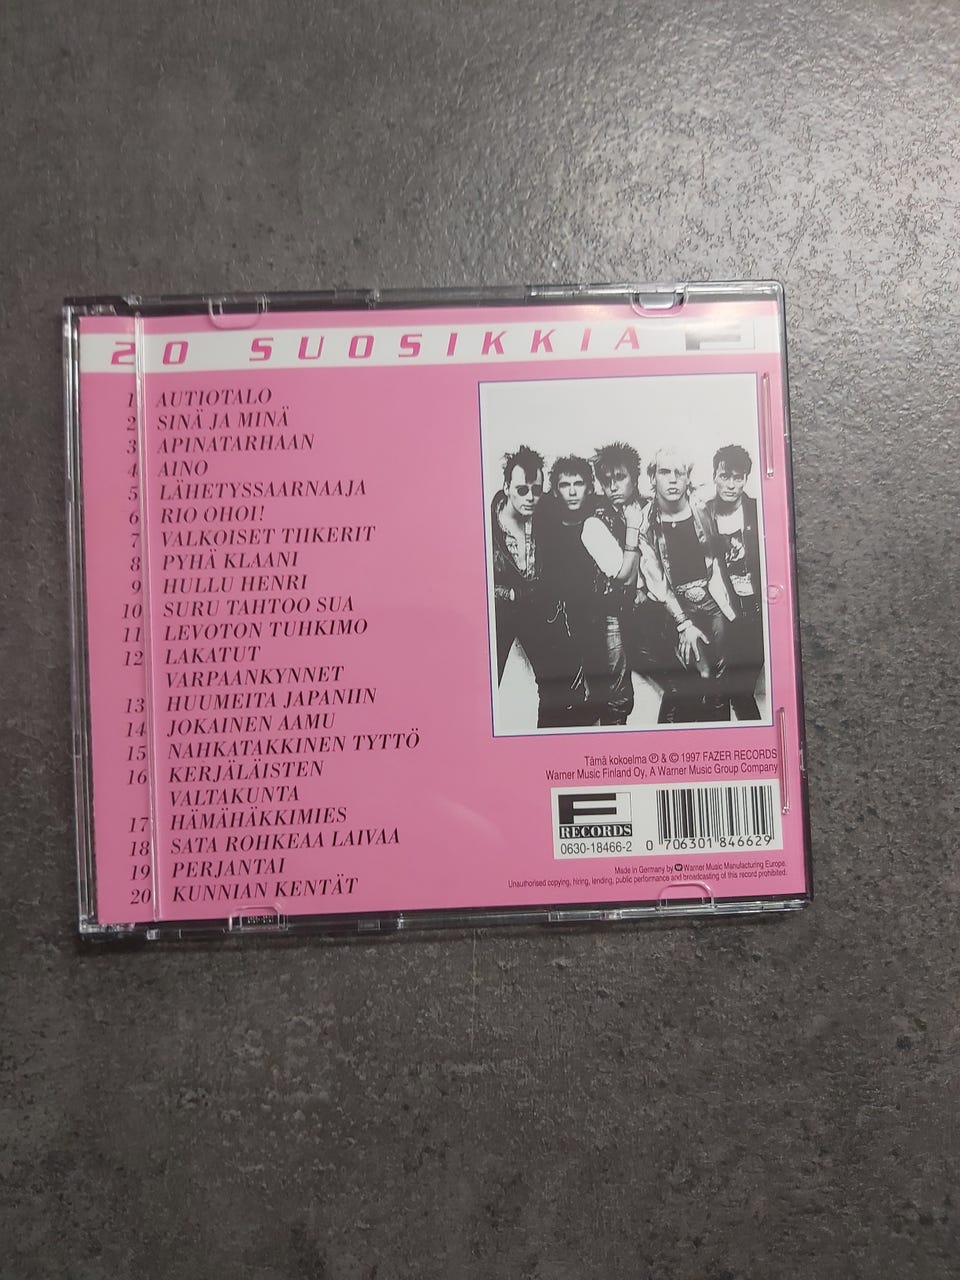 20 SUOSIKKIA F
1 AUTIOTALO
2 SINÄ JA MINÄ
3 APINATARHAAN
4 AINO
5 LÄHETYSSAARNAAJA
6 RIO OHOI!
7 VALKOISET TIIKERIT
8 PYHÄ KLAANI
9 HULLU HENRI
10 SURU TAHTOO SUA
11 LEVOTON TUHKIMO
12 LAKATUT
VARPAANKYNNET
13 HUUMEITA JAPANIIN
14 JOKAINEN AAMU
15 NAHKATAKKINEN TYTTÖ
16 KERJÄLÄISTEN
VALTAKUNTA
17 HÄMÄHÄKKIMIES
18 SATA ROHKEAA LAIVAA
19 PERJANTAI
20 KUNNIAN KENTÄT
Tämä kokoelma ℗ & © 1997 FAZER RECORDS
Warner Music Finland Oy, A Warner Music Group Company
F
RECORDS
0630-18466-2
0 706301 846629
Made in Germany by Warner Music Manufacturing Europe.
Unauthorised copying, hiring, lending, public performance and broadcasting of this record prohibited.